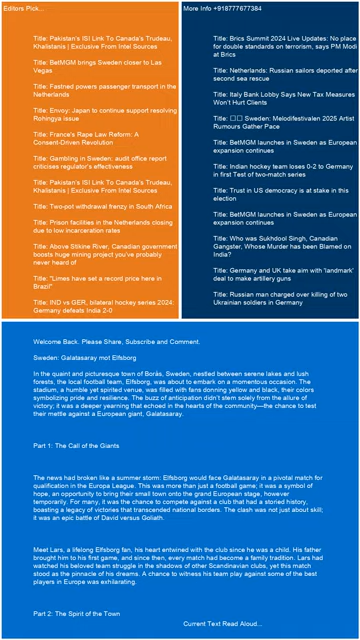 Editors Pick...
Title: Pakistan's ISI Link To Canada's Trudeau,
Khalistanis | Exclusive From Intel Sources
Title: BetMGM brings Sweden closer to Las
Vegas
Title: Fastned powers passenger transport in the
Netherlands
Title: Envoy: Japan to continue support resolving
Rohingya issue
Title: France's Rape Law Reform: A
Consent-Driven Revolution
Title: Gambling in Sweden: audit office report
criticises regulator's effectiveness
Title: Pakistan's ISI Link To Canada's Trudeau,
Khalistanis | Exclusive From Intel Sources
Title: Two-pot withdrawal frenzy in South Africa
Title: Prison facilities in the Netherlands closing
due to low incarceration rates
Title: Above Stikine River, Canadian government
boosts huge mining project you've probably
never heard of
Title: "Limes have set a record price here in
Brazil"
Title: IND vs GER, bilateral hockey series 2024:
Germany defeats India 2-0
More Info +918777677384
Title: Brics Summit 2024 Live Updates: No place
for double standards on terrorism, says PM Modi
at Brics
Title: Netherlands: Russian sailors deported after
second sea rescue
Title: Italy Bank Lobby Says New Tax Measures
Won't Hurt Clients
Title: Sweden: Melodifestivalen 2025 Artist
Rumours Gather Pace
Title: BetMGM launches in Sweden as European
expansion continues
Title: Indian hockey team loses 0-2 to Germany
in first Test of two-match series
Title: Trust in US democracy is at stake in this
election
Title: BetMGM launches in Sweden as European
expansion continues
Title: Who was Sukhdool Singh, Canadian
Gangster, Whose Murder has been Blamed on
India?
Title: Germany and UK take aim with 'landmark'
deal to make artillery guns
Title: Russian man charged over killing of two
Ukrainian soldiers in Germany
Welcome Back. Please Share, Subscribe and Comment.
Sweden: Galatasaray mot Elfsborg
In the quaint and picturesque town of Borås, Sweden, nestled between serene lakes and lush
forests, the local football team, Elfsborg, was about to embark on a momentous occasion. The
stadium, a humble yet spirited venue, was filled with fans donning yellow and black, their colors
symbolizing pride and resilience. The buzz of anticipation didn't stem solely from the allure of
victory; it was a deeper yearning that echoed in the hearts of the community—the chance to test
their mettle against a European giant, Galatasaray.
Part 1: The Call of the Giants
The news had broken like a summer storm: Elfsborg would face Galatasaray in a pivotal match for
qualification in the Europa League. This was more than just a football game; it was a symbol of
hope, an opportunity to bring their small town onto the grand European stage, however
temporarily. For many, it was the chance to compete against a club that had a storied history,
boasting a legacy of victories that transcended national borders. The clash was not just about skill;
it was an epic battle of David versus Goliath.
Meet Lars, a lifelong Elfsborg fan, his heart entwined with the club since he was a child. His father
brought him to his first game, and since then, every match had become a family tradition. Lars had
watched his beloved team struggle in the shadows of other Scandinavian clubs, yet this match
stood as the pinnacle of his dreams. A chance to witness his team play against some of the best
players in Europe was exhilarating.
Part 2: The Spirit of the Town
Current Text Read Aloud...